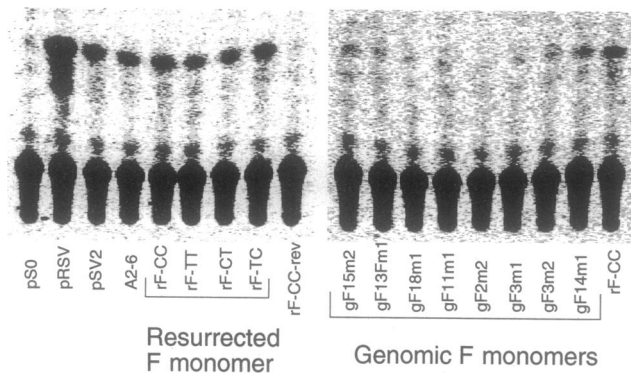 pS0
pRSV
pSV2
A2-6
rF-CC
rF-TT
rF-CT
rF-TC
rF-CC-rev
gF15m2
gF13Fm1
gF18m1
gF11m1
gF2m2
gF3m1
gF3m2
gF14m1
rF-CC
Resurrected
F monomer
Genomic F monomers